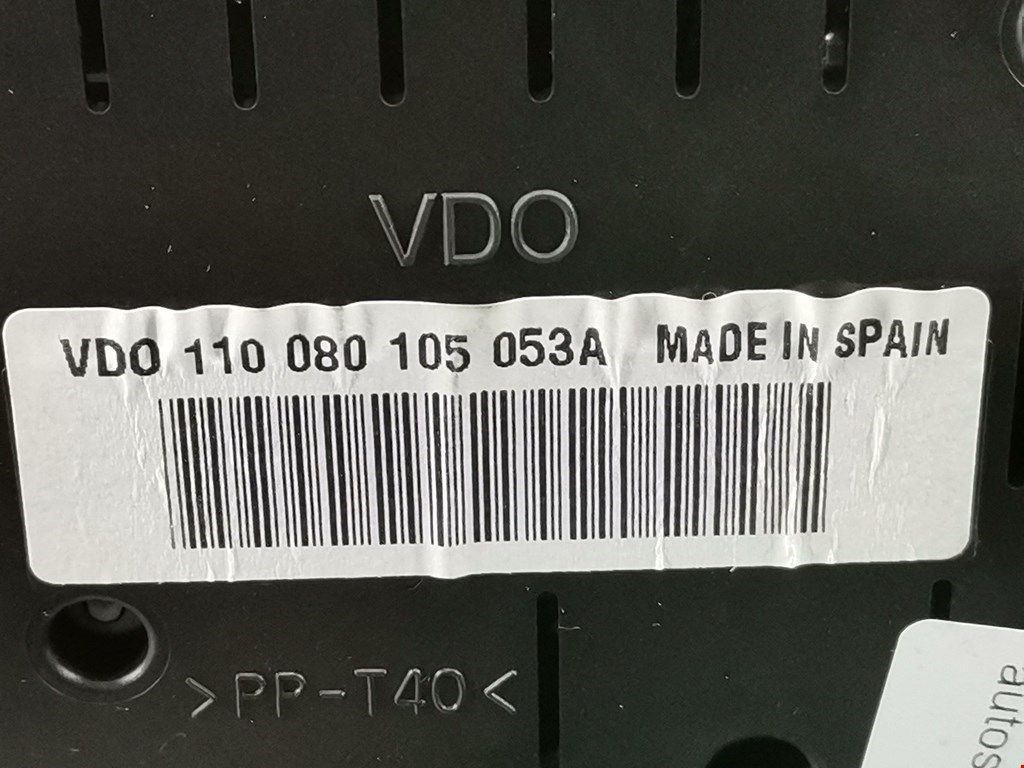 VDO
VDO 110 080 105 053A MADE IN SPAIN
>PP-T40<
autos